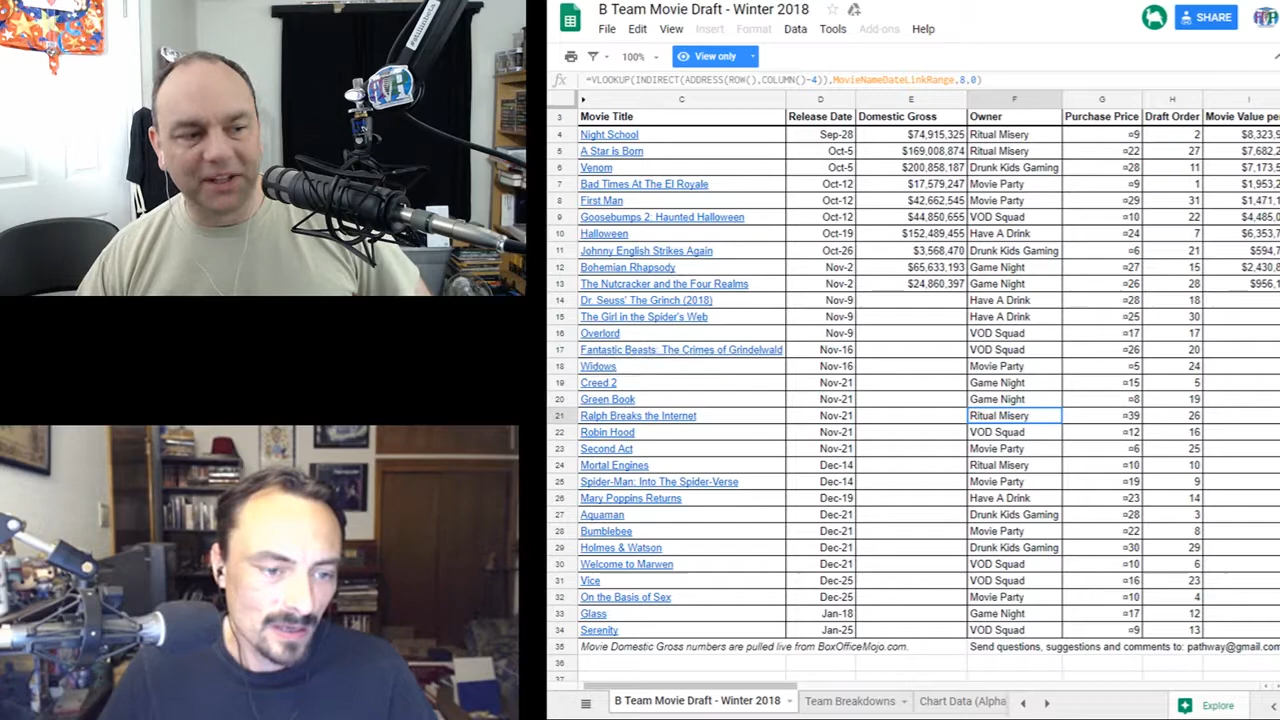 B Team Movie Draft - Winter 2018
SHARE
File Edit View Insert Format Data Tools Add-ons Help
100% View only
fx =VLOOKUP(INDIRECT(ADDRESS(ROW(),COLUMN()-4)),MovieNameDateLinkRange,8,0)
C D E F G H
3 Movie Title Release Date Domestic Gross Owner Purchase Price Draft Order
4 Night School Sep-28 $74,915,325 Ritual Misery ¤9 2 $8,323,
5 A Star is Born Oct-5 $169,008,874 Ritual Misery ¤22 27 $7,682,
6 Venom Oct-5 $200,858,187 Drunk Kids Gaming ¤28 11 $7,173,
7 Bad Times At The El Royale Oct-12 $17,579,247 Movie Party ¤9 1 $1,953,
8 First Man Oct-12 $42,662,545 Movie Party ¤29 31 $1,471,
9 Goosebumps 2: Haunted Halloween Oct-12 $44,850,655 VOD Squad ¤10 22 $4,485,
10 Halloween Oct-19 $152,489,455 Have A Drink ¤24 7 $6,353,
11 Johnny English Strikes Again Oct-26 $3,568,470 Drunk Kids Gaming ¤6 21 $594,
12 Bohemian Rhapsody Nov-2 $65,633,193 Game Night ¤27 15 $2,430,
13 The Nutcracker and the Four Realms Nov-2 $24,860,397 Game Night ¤26 28 $956,
14 Dr. Seuss' The Grinch (2018) Nov-9 Have A Drink ¤28 18
15 The Girl in the Spider's Web Nov-9 Have A Drink ¤25 30
16 Overlord Nov-9 VOD Squad ¤17 17
17 Fantastic Beasts: The Crimes of Grindelwald Nov-16 VOD Squad ¤26 20
18 Widows Nov-16 Movie Party ¤5 24
19 Creed 2 Nov-21 Game Night ¤15 5
20 Green Book Nov-21 Game Night ¤8 19
21 Ralph Breaks the Internet Nov-21 Ritual Misery ¤39 26
22 Robin Hood Nov-21 VOD Squad ¤12 16
23 Second Act Nov-21 Movie Party ¤6 25
24 Mortal Engines Dec-14 Ritual Misery ¤10 10
25 Spider-Man: Into The Spider-Verse Dec-14 Movie Party ¤19 9
26 Mary Poppins Returns Dec-19 Have A Drink ¤23 14
27 Aquaman Dec-21 Drunk Kids Gaming ¤28 3
28 Bumblebee Dec-21 Movie Party ¤22 8
29 Holmes & Watson Dec-21 Drunk Kids Gaming ¤30 29
30 Welcome to Marwen Dec-21 VOD Squad ¤10 6
31 Vice Dec-25 VOD Squad ¤16 23
32 On the Basis of Sex Dec-25 Movie Party ¤10 4
33 Glass Jan-18 Game Night ¤17 12
34 Serenity Jan-25 VOD Squad ¤9 13
35 Movie Domestic Gross numbers are pulled live from BoxOfficeMojo.com. Send questions, suggestions and comments to: pathway@gmail.com
36
37
B Team Movie Draft - Winter 2018 Team Breakdowns Chart Data (Alpha Explore